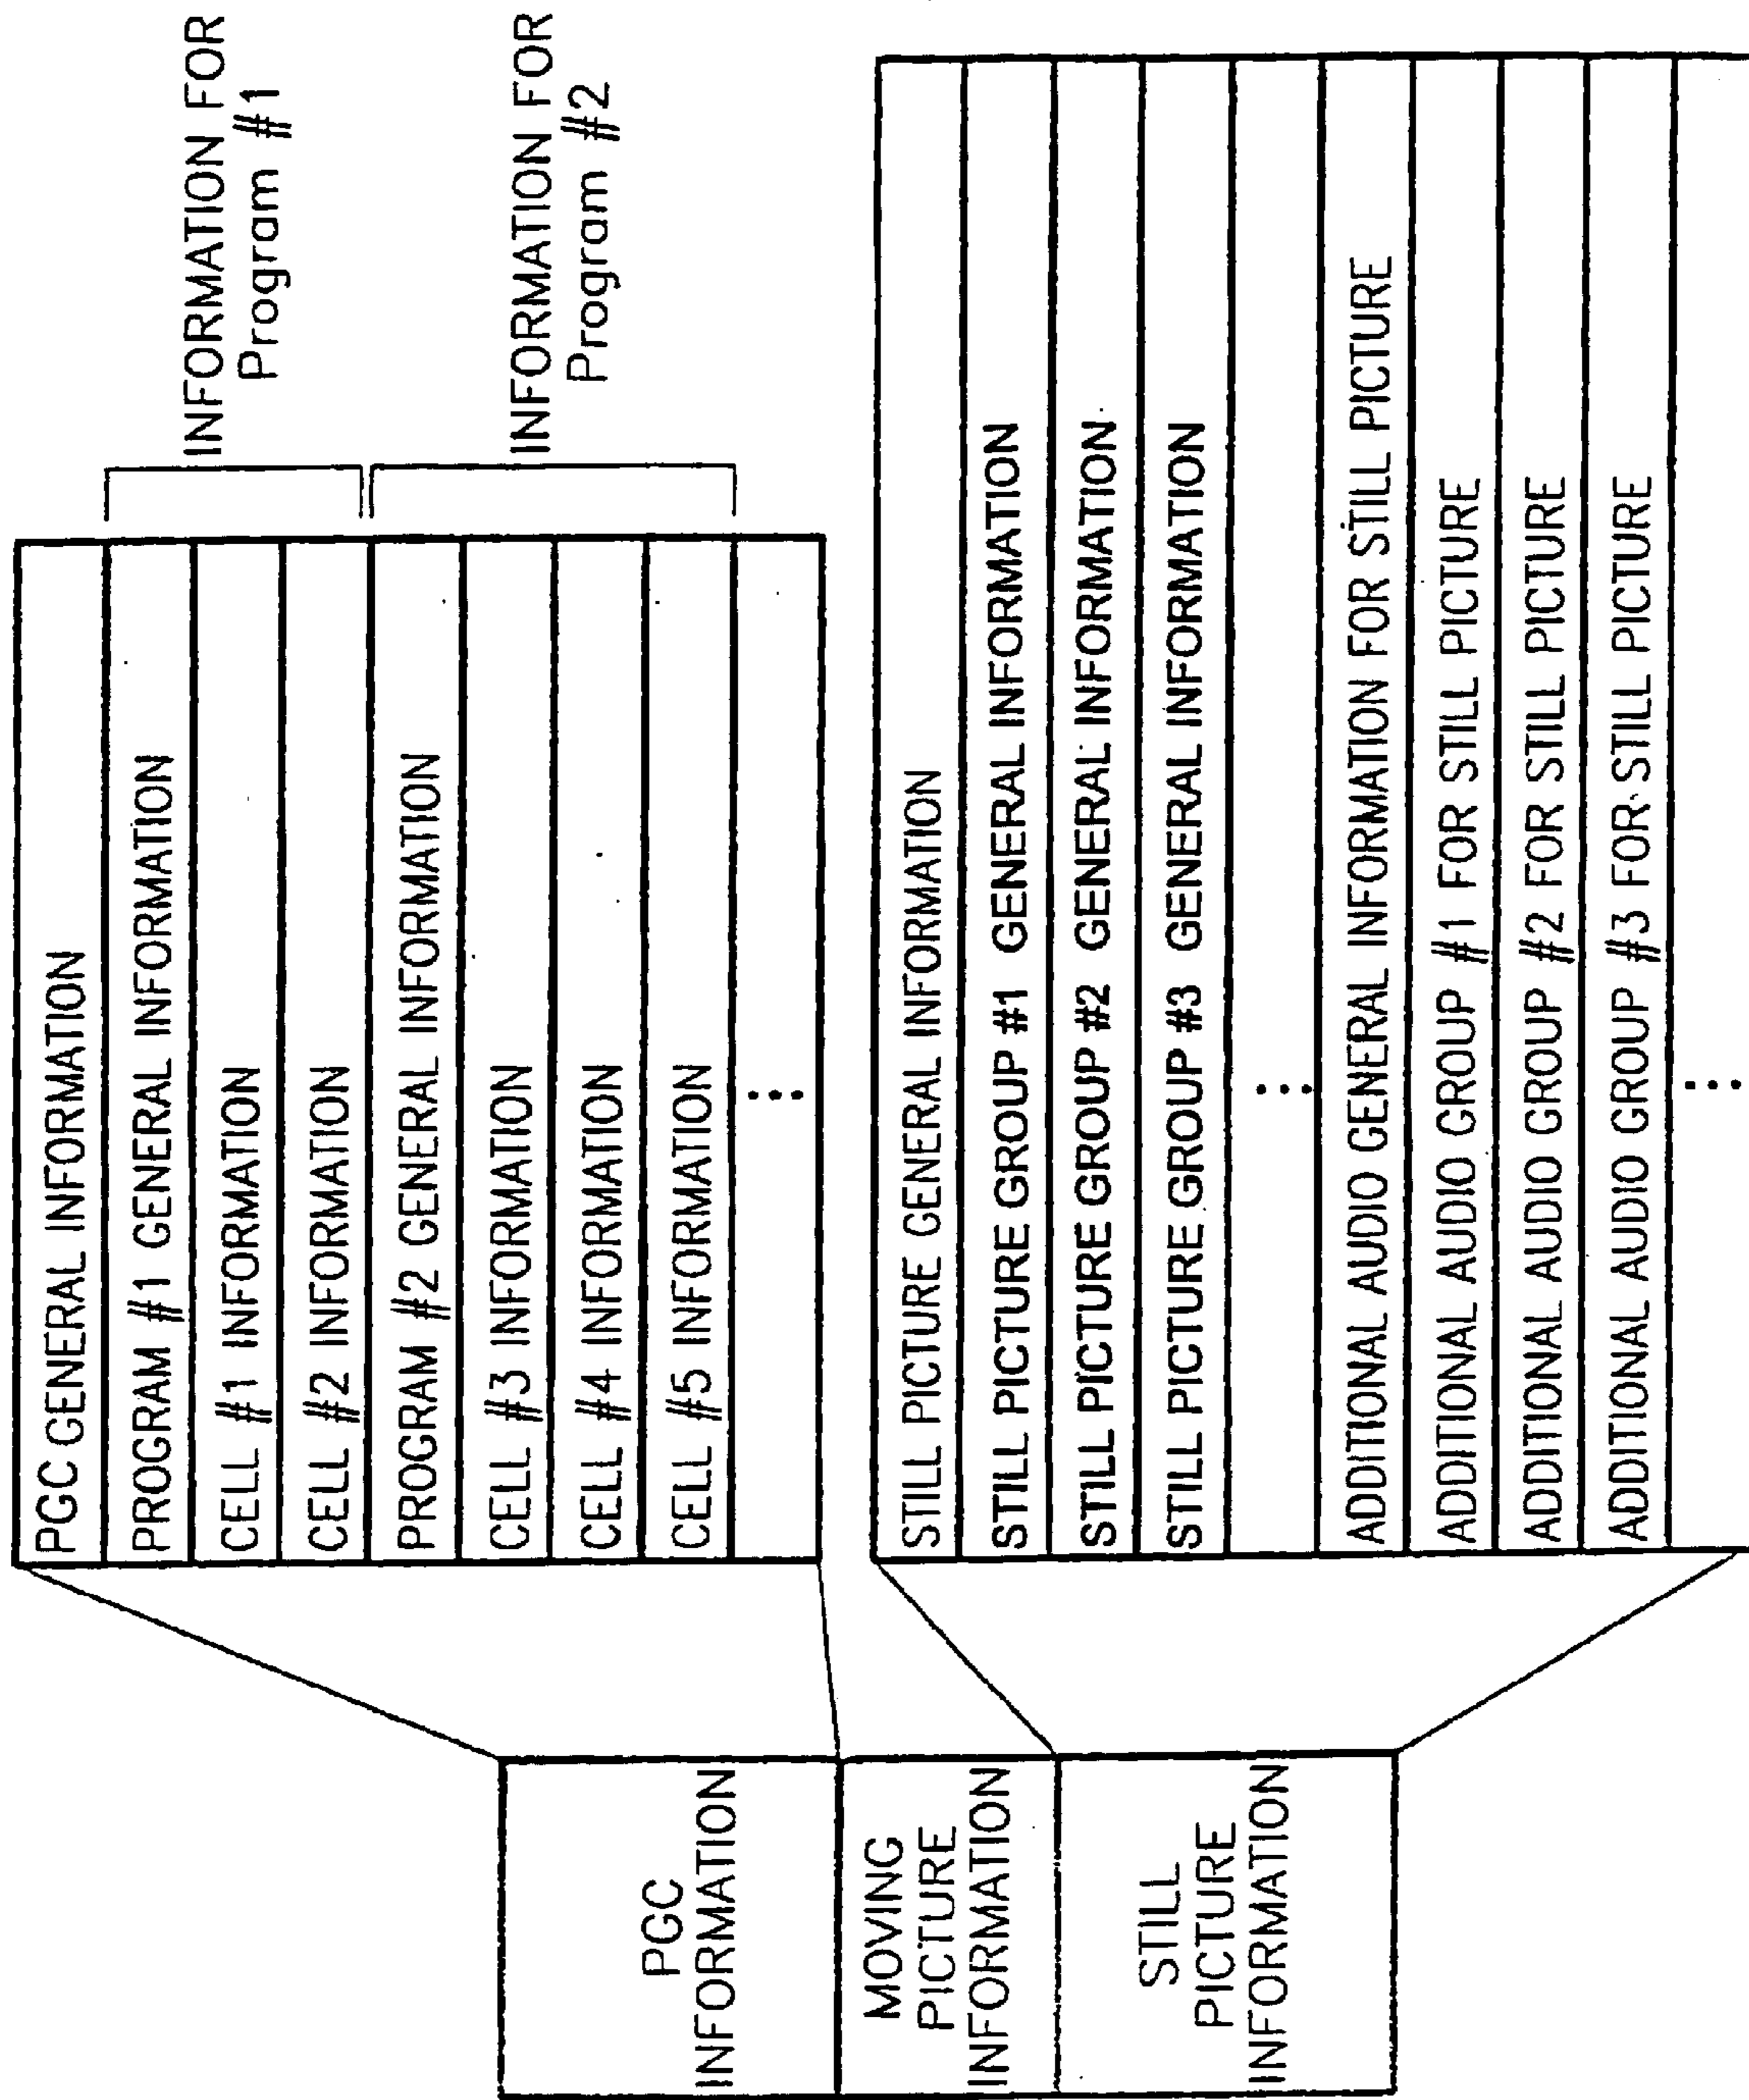 PGC
INFORMATION
MOVING
PICTURE
INFORMATION
STILL
PICTURE
INFORMATION
PGC GENERAL INFORMATION
PROGRAM #1 GENERAL INFORMATION
CELL #1 INFORMATION
CELL #2 INFORMATION
PROGRAM #2 GENERAL INFORMATION
CELL #3 INFORMATION
CELL #4 INFORMATION
CELL #5 INFORMATION
...
INFORMATION FOR
Program #1
INFORMATION FOR
Program #2
STILL PICTURE GENERAL INFORMATION
STILL PICTURE GROUP #1 GENERAL INFORMATION
STILL PICTURE GROUP #2 GENERAL INFORMATION
STILL PICTURE GROUP #3 GENERAL INFORMATION
...
ADDITIONAL AUDIO GENERAL INFORMATION FOR STILL PICTURE
ADDITIONAL AUDIO GROUP #1 FOR STILL PICTURE
ADDITIONAL AUDIO GROUP #2 FOR STILL PICTURE
ADDITIONAL AUDIO GROUP #3 FOR STILL PICTURE
...